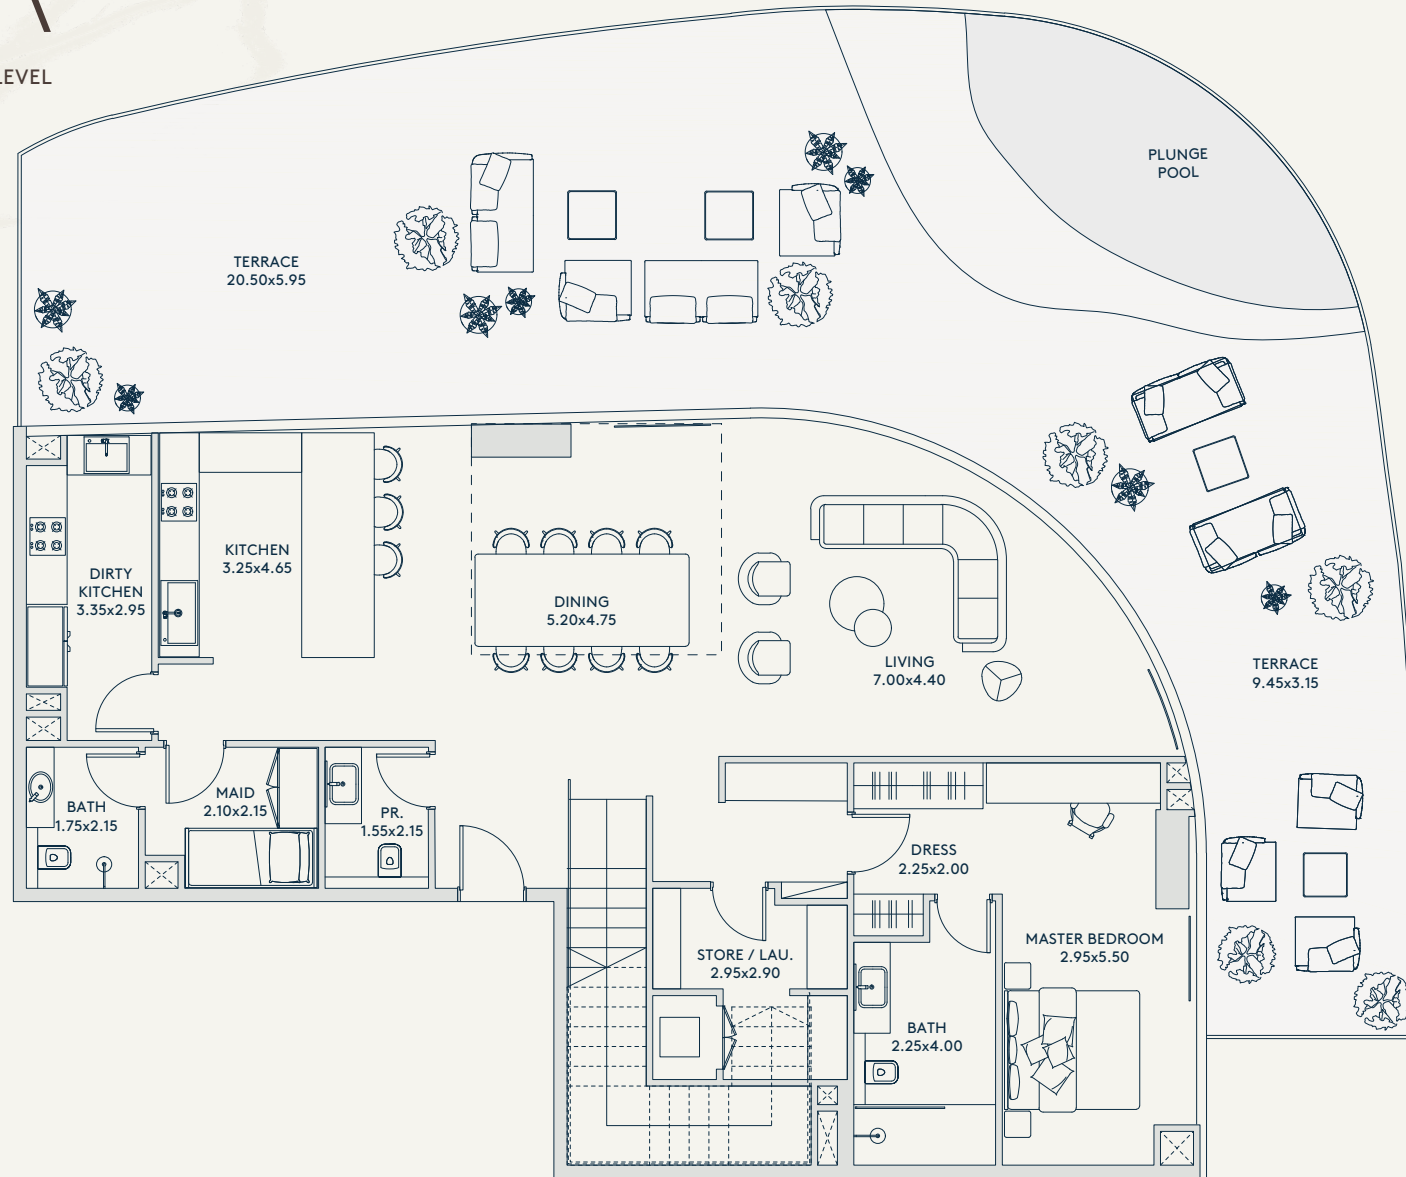 LEVEL
PLUNGE
POOL
TERRACE
20.50x5.95
KITCHEN
3.25x4.65
DIRTY
KITCHEN
3.35x2.95
DINING
5.20x4.75
LIVING
7.00x4.40
TERRACE
9.45x3.15
BATH
1.75x2.15
MAID
2.10x2.15
PR.
1.55x2.15
DRESS
2.25x2.00
STORE / LAU.
2.95x2.90
MASTER BEDROOM
2.95x5.50
BATH
2.25x4.00